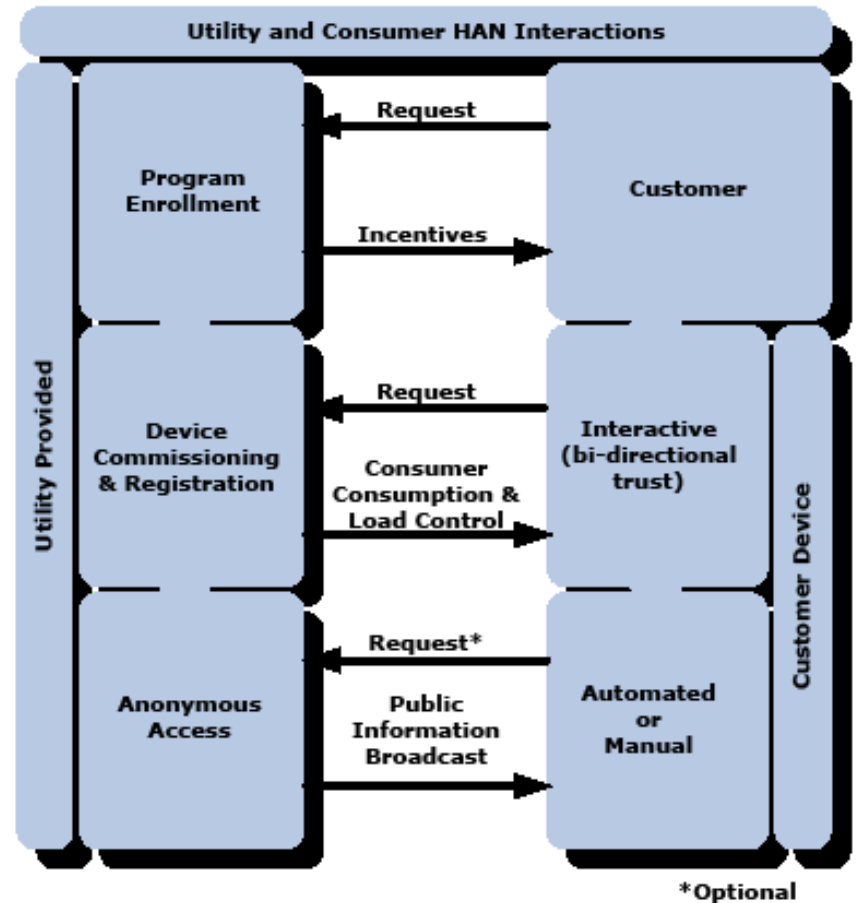 Utility and Consumer HAN Interactions
Utility Provided
Program
Enrollment
Request
Incentives
Customer
Device
Commissioning
& Registration
Request
Consumer
Consumption &
Load Control
Interactive
(bi-directional
trust)
Customer Device
Anonymous
Access
Request*
Public
Information
Broadcast
Automated
or
Manual
*Optional